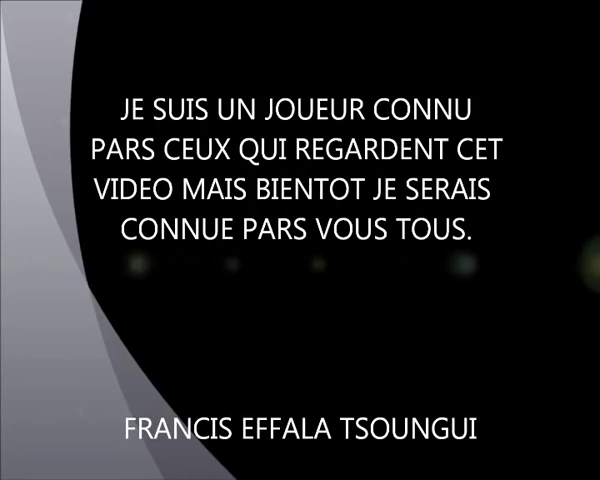 JE SUIS UN JOUEUR CONNU
PARS CEUX QUI REGARDENT CET
VIDEO MAIS BIENTOT JE SERAIS
CONNUE PARS VOUS TOUS.
FRANCIS EFFALA TSOUNGUI